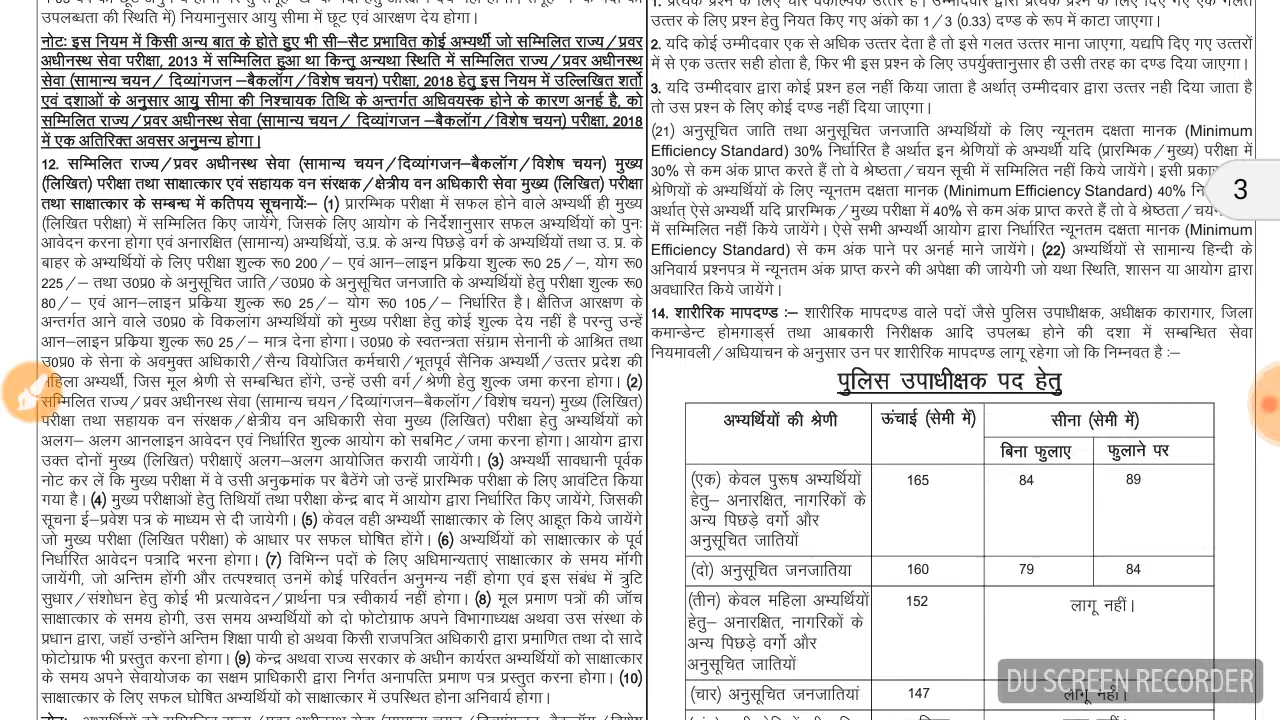 उपलब्धता की स्थिति में) नियमानुसार आयु सीमा में छूट एवं आरक्षण देय होगा।
नोटः इस नियम में किसी अन्य बात के होते हुए भी सी–सैट प्रभावित कोई अभ्यर्थी जो सम्मिलित राज्य/प्रवर
अधीनस्थ सेवा परीक्षा, 2013 में सम्मिलित हुआ था किन्तु अन्यथा स्थिति में सम्मिलित राज्य/प्रवर अधीनस्थ
सेवा (सामान्य चयन/ दिव्यांगजन –बैकलॉग/विशेष चयन) परीक्षा, 2018 हेतु इस नियम में उल्लिखित शर्तो
एवं दशाओं के अनुसार आयु सीमा की निश्चायक तिथि के अन्तर्गत अधिवयस्क होने के कारण अनर्ह है, को
सम्मिलित राज्य/प्रवर अधीनस्थ सेवा (सामान्य चयन/ दिव्यांगजन –बैकलॉग/विशेष चयन) परीक्षा, 2018
में एक अतिरिक्त अवसर अनुमन्य होगा।
12. सम्मिलित राज्य/प्रवर अधीनस्थ सेवा (सामान्य चयन/दिव्यांगजन–बैकलॉग/विशेष चयन) मुख्य
(लिखित) परीक्षा तथा साक्षात्कार एवं सहायक वन संरक्षक/क्षेत्रीय वन अधिकारी सेवा मुख्य (लिखित) परीक्षा
तथा साक्षात्कार के सम्बन्ध में कतिपय सूचनायेंः– (1) प्रारम्भिक परीक्षा में सफल होने वाले अभ्यर्थी ही मुख्य
(लिखित परीक्षा) में सम्मिलित किए जायेंगे, जिसके लिए आयोग के निर्देशानुसार सफल अभ्यर्थियों को पुनः
आवेदन करना होगा एवं अनारक्षित (सामान्य) अभ्यर्थियों, उ.प्र. के अन्य पिछड़े वर्ग के अभ्यर्थियों तथा उ. प्र. के
बाहर के अभ्यर्थियों के लिए परीक्षा शुल्क रू0 200/– एवं आन–लाइन प्रक्रिया शुल्क रू0 25/–, योग रू0
225/– तथा उ0प्र0 के अनुसूचित जाति/उ0प्र0 के अनुसूचित जनजाति के अभ्यर्थियों हेतु परीक्षा शुल्क रू0
80/– एवं आन–लाइन प्रक्रिया शुल्क रू0 25/– योग रू0 105/– निर्धारित है। क्षैतिज आरक्षण के
अन्तर्गत आने वाले उ0प्र0 के विकलांग अभ्यर्थियों को मुख्य परीक्षा हेतु कोई शुल्क देय नहीं है परन्तु उन्हें
आन–लाइन प्रक्रिया शुल्क रू0 25/– मात्र देना होगा। उ0प्र0 के स्वतन्त्रता संग्राम सेनानी के आश्रित तथा
उ0प्र0 के सेना के अवमुक्त अधिकारी/सैन्य वियोजित कर्मचारी/भूतपूर्व सैनिक अभ्यर्थी/उत्तर प्रदेश की
महिला अभ्यर्थी, जिस मूल श्रेणी से सम्बन्धित होंगे, उन्हें उसी वर्ग/श्रेणी हेतु शुल्क जमा करना होगा। (2)
सम्मिलित राज्य/प्रवर अधीनस्थ सेवा (सामान्य चयन/दिव्यांगजन–बैकलॉग/विशेष चयन) मुख्य (लिखित)
परीक्षा तथा सहायक वन संरक्षक/क्षेत्रीय वन अधिकारी सेवा मुख्य (लिखित) परीक्षा हेतु अभ्यर्थियों को
अलग– अलग आनलाइन आवेदन एवं निर्धारित शुल्क आयोग को सबमिट/जमा करना होगा। आयोग द्वारा
उक्त दोनों मुख्य (लिखित) परीक्षाऐं अलग–अलग आयोजित करायी जायेंगी। (3) अभ्यर्थी सावधानी पूर्वक
नोट कर लें कि मुख्य परीक्षा में वे उसी अनुक्रमांक पर बैठेंगे जो उन्हें प्रारम्भिक परीक्षा के लिए आवंटित किया
गया है। (4) मुख्य परीक्षाओं हेतु तिथियॉ तथा परीक्षा केन्द्र बाद में आयोग द्वारा निर्धारित किए जायेंगे, जिसकी
सूचना ई–प्रवेश पत्र के माध्यम से दी जायेगी। (5) केवल वही अभ्यर्थी साक्षात्कार के लिए आहूत किये जायेंगे
जो मुख्य परीक्षा (लिखित परीक्षा) के आधार पर सफल घोषित होंगे। (6) अभ्यर्थियों को साक्षात्कार के पूर्व
निर्धारित आवेदन पत्रादि भरना होगा। (7) विभिन्न पदों के लिए अधिमान्यताएं साक्षात्कार के समय मॉगी
जायेंगी, जो अन्तिम होंगी और तत्पश्चात् उनमें कोई परिवर्तन अनुमन्य नहीं होगा एवं इस संबंध में त्रुटि
सुधार/संशोधन हेतु कोई भी प्रत्यावेदन/प्रार्थना पत्र स्वीकार्य नहीं होगा। (8) मूल प्रमाण पत्रों की जॉच
साक्षात्कार के समय होगी, उस समय अभ्यर्थियों को दो फोटोग्राफ अपने विभागाध्यक्ष अथवा उस संस्था के
प्रधान द्वारा, जहॉ उन्होंने अन्तिम शिक्षा पायी हो अथवा किसी राजपत्रित अधिकारी द्वारा प्रमाणित तथा दो सादे
फोटोग्राफ भी प्रस्तुत करना होगा। (9) केन्द्र अथवा राज्य सरकार के अधीन कार्यरत अभ्यर्थियों को साक्षात्कार
के समय अपने सेवायोजक का सक्षम प्राधिकारी द्वारा निर्गत अनापत्ति प्रमाण पत्र प्रस्तुत करना होगा। (10)
साक्षात्कार के लिए सफल घोषित अभ्यर्थियों को साक्षात्कार में उपस्थित होना अनिवार्य होगा।
उत्तर के लिए प्रश्न हेतु नियत किए गए अंको का 1/3 (0.33) दण्ड के रूप में काटा जाएगा।
2. यदि कोई उम्मीदवार एक से अधिक उत्तर देता है तो इसे गलत उत्तर माना जाएगा, यद्यपि दिए गए उत्तरों
में से एक उत्तर सही होता है, फिर भी इस प्रश्न के लिए उपर्युक्तानुसार ही उसी तरह का दण्ड दिया जाएगा।
3. यदि उम्मीदवार द्वारा कोई प्रश्न हल नहीं किया जाता है अर्थात् उम्मीदवार द्वारा उत्तर नही दिया जाता है
तो उस प्रश्न के लिए कोई दण्ड नहीं दिया जाएगा।
(21) अनुसूचित जाति तथा अनुसूचित जनजाति अभ्यर्थियों के लिए न्यूनतम दक्षता मानक (Minimum
Efficiency Standard) 30% निर्धारित है अर्थात इन श्रेणियों के अभ्यर्थी यदि (प्रारम्भिक/मुख्य) परीक्षा में
30% से कम अंक प्राप्त करते हैं तो वे श्रेष्ठता/चयन सूची में सम्मिलित नहीं किये जायेंगे। इसी
श्रेणियों के अभ्यर्थियों के लिए न्यूनतम दक्षता मानक (Minimum Efficiency Standard) 40%
अर्थात् ऐसे अभ्यर्थी यदि प्रारम्भिक/मुख्य परीक्षा में 40% से कम अंक प्राप्त करते हैं तो वे श्रेष्ठता/
में सम्मिलित नहीं किये जायेंगे। ऐसे सभी अभ्यर्थी आयोग द्वारा निर्धारित न्यूनतम दक्षता मानक (Minimum
Efficiency Standard) से कम अंक पाने पर अनर्ह माने जायेंगे। (22) अभ्यर्थियों से सामान्य हिन्दी के
अनिवार्य प्रश्नपत्र में न्यूनतम अंक प्राप्त करने की अपेक्षा की जायेगी जो यथा स्थिति, शासन या आयोग द्वारा
अवधारित किये जायेंगे।
3
14. शारीरिक मापदण्ड :– शारीरिक मापदण्ड वाले पदों जैसे पुलिस उपाधीक्षक, अधीक्षक कारागार, जिला
कमान्डेन्ट होमगार्ड्स तथा आबकारी निरीक्षक आदि उपलब्ध होने की दशा में सम्बन्धित सेवा
नियमावली/अधियाचन के अनुसार उन पर शारीरिक मापदण्ड लागू रहेगा जो कि निम्नवत है :–
पुलिस उपाधीक्षक पद हेतु
अभ्यर्थियों की श्रेणी ऊंचाई (सेमी में) सीना (सेमी में)
बिना फुलाए फुलाने पर
(एक) केवल पुरूष अभ्यर्थियों 165 84 89
हेतु– अनारक्षित, नागरिकों के
अन्य पिछड़े वर्गो और
अनुसूचित जातियों
(दो) अनुसूचित जनजातिया 160 79 84
(तीन) केवल महिला अभ्यर्थियों 152 लागू नहीं।
हेतु– अनारक्षित, नागरिकों के
अन्य पिछड़े वर्गो और
अनुसूचित जातियों
(चार) अनुसूचित जनजातियां 147 लागू नहीं।
DU SCREEN RECORDER